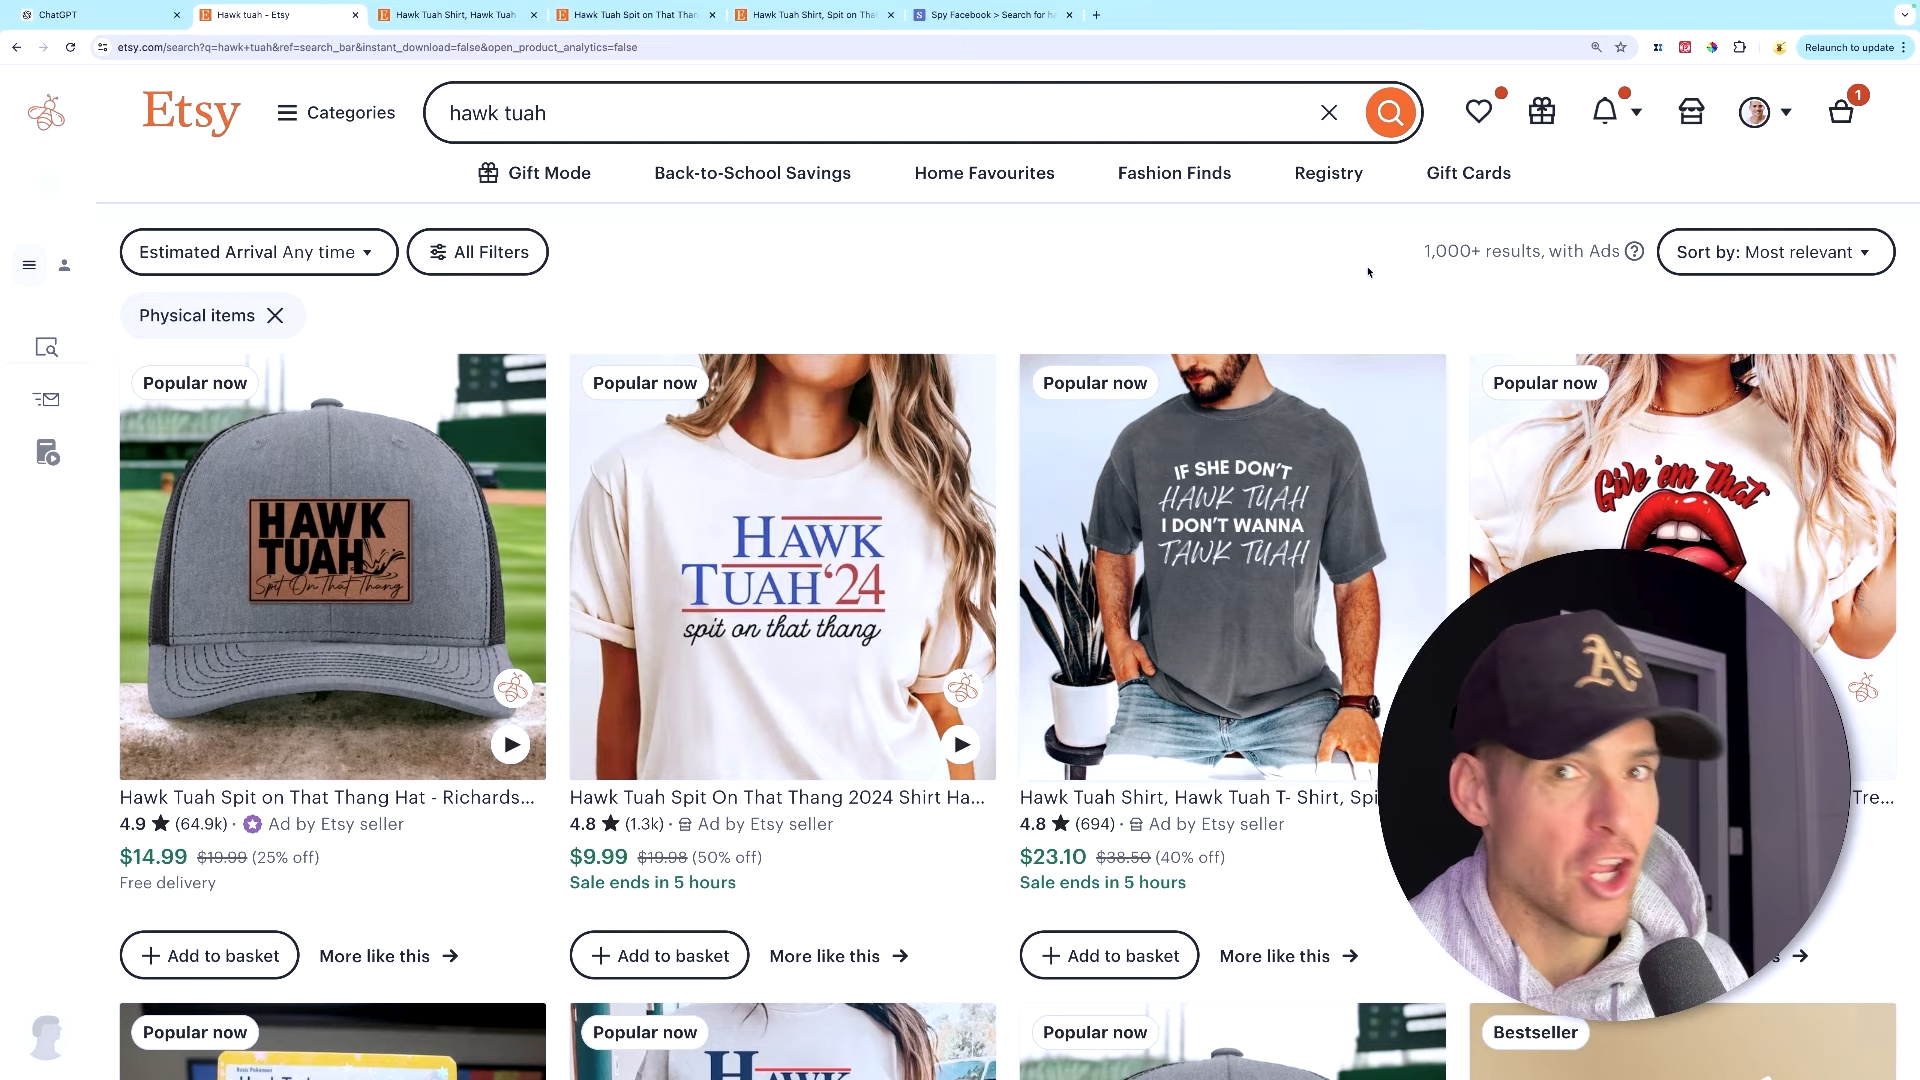 ChatGPT
Hawk tuah - Etsy
Hawk Tuah Shirt, Hawk Tuah
Hawk Tuah Spit on That Than
Hawk Tuah Shirt, Spit on Tha
Spy Facebook > Search for ha
etsy.com/search?q=hawk+tuah&ref=search_bar&instant_download=false&open_product_analytics=false
Relaunch to update
Etsy
Categories
hawk tuah
1
Gift Mode
Back-to-School Savings
Home Favourites
Fashion Finds
Registry
Gift Cards
Estimated Arrival Any time
All Filters
1,000+ results, with Ads ?
Sort by: Most relevant
Physical items
Popular now
HAWK
TUAH
Spit On That Thang
Popular now
HAWK
TUAH '24
spit on that thang
Popular now
IF SHE DON'T
HAWK TUAH
I DON'T WANNA
TAWK TUAH
Popular now
Give 'em that
A's
Hawk Tuah Spit on That Thang Hat - Richards...
4.9 ★ (64.9k) · Ad by Etsy seller
$14.99 $19.99 (25% off)
Free delivery
Hawk Tuah Spit On That Thang 2024 Shirt Ha...
4.8 ★ (1.3k) · Ad by Etsy seller
$9.99 $19.98 (50% off)
Sale ends in 5 hours
Hawk Tuah Shirt, Hawk Tuah T- Shirt, Spi
4.8 ★ (694) · Ad by Etsy seller
$23.10 $38.50 (40% off)
Sale ends in 5 hours
Tre...
+ Add to basket
More like this →
+ Add to basket
More like this →
+ Add to basket
More like this →
s →
Popular now
Popular now
HAWK
Popular now
Bestseller